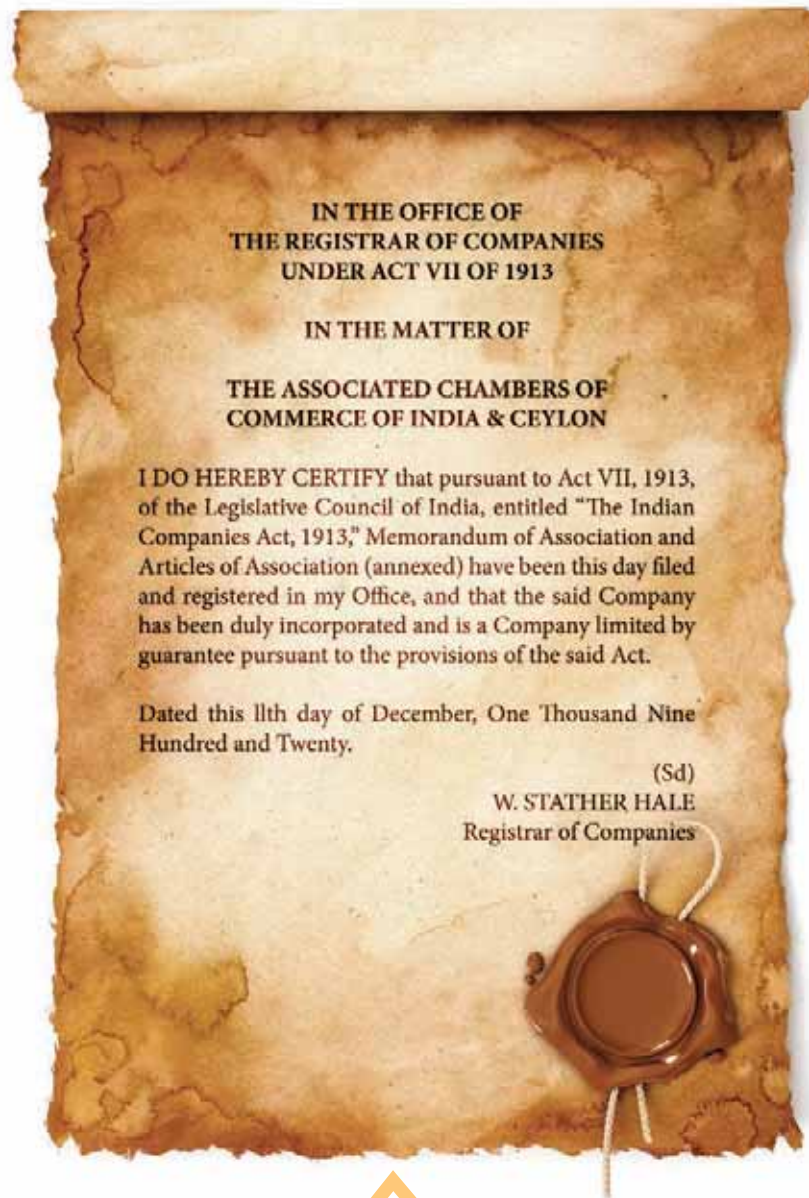 IN THE OFFICE OF
THE REGISTRAR OF COMPANIES
UNDER ACT VII OF 1913
IN THE MATTER OF
THE ASSOCIATED CHAMBERS OF
COMMERCE OF INDIA & CEYLON
I DO HEREBY CERTIFY that pursuant to Act VII, 1913,
of the Legislative Council of India, entitled “The Indian
Companies Act, 1913,” Memorandum of Association and
Articles of Association (annexed) have been this day filed
and registered in my Office, and that the said Company
has been duly incorporated and is a Company limited by
guarantee pursuant to the provisions of the said Act.
Dated this llth day of December, One Thousand Nine
Hundred and Twenty.
(Sd)
W. STATHER HALE
Registrar of Companies